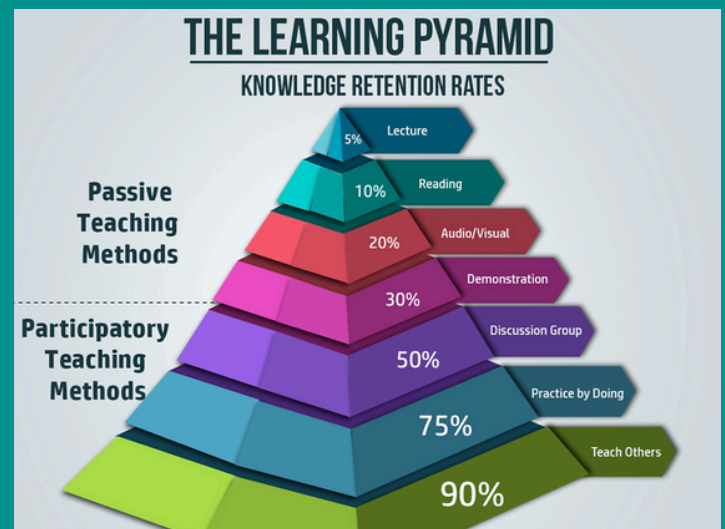 THE LEARNING PYRAMID
KNOWLEDGE RETENTION RATES
5%
Lecture
10%
Reading
Passive
Teaching
Methods
20%
Audio/Visual
30%
Demonstration
Participatory
Teaching
Methods
50%
Discussion Group
75%
Practice by Doing
90%
Teach Others